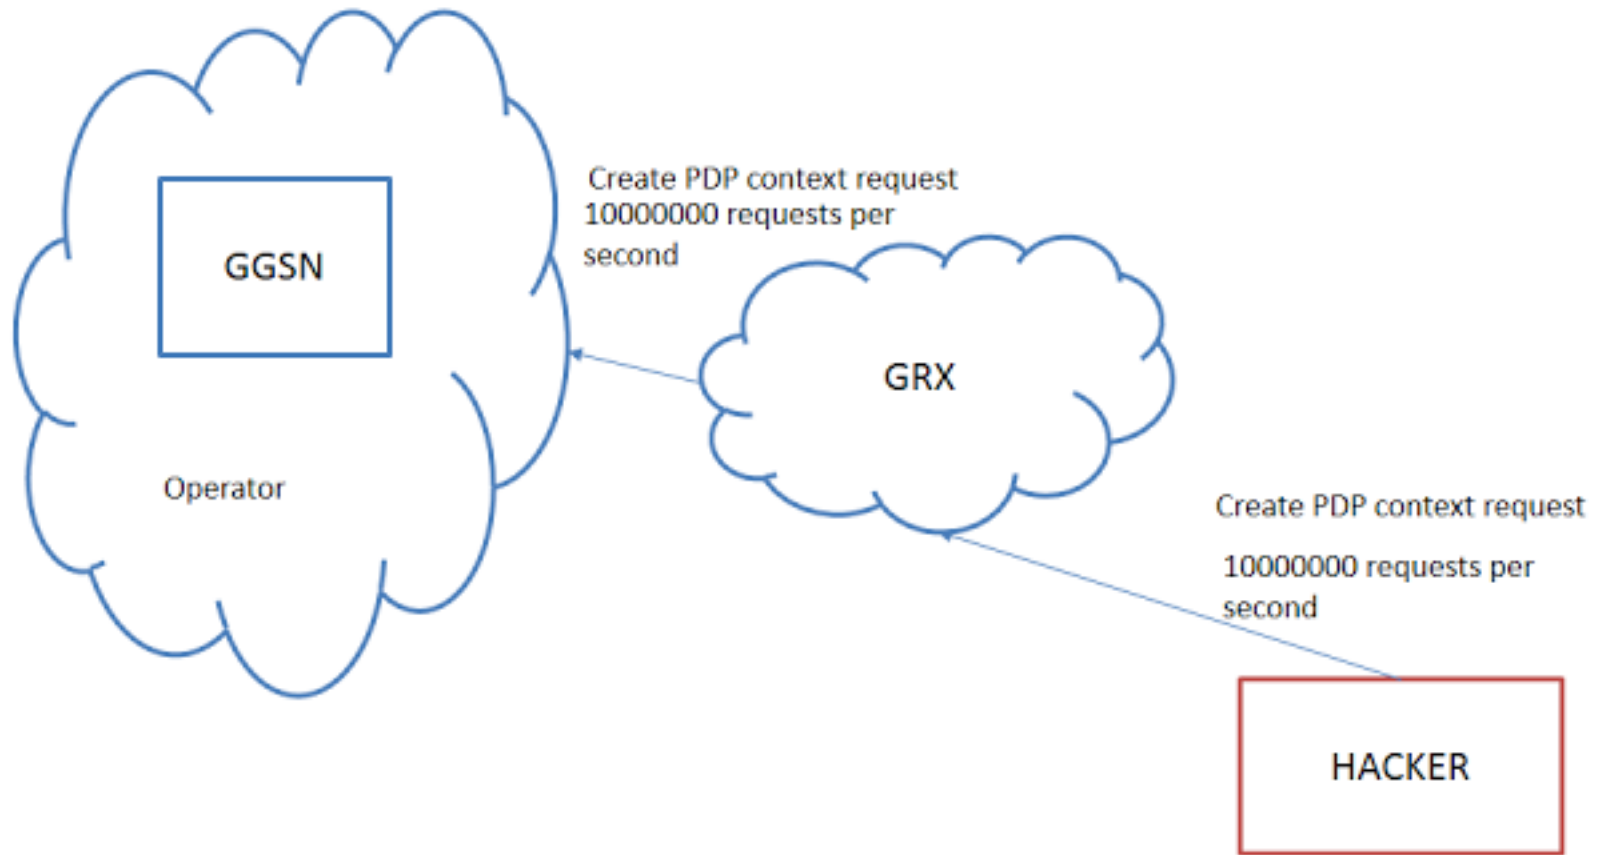 Create PDP context request
10000000 requests per
second
GGSN
GRX
Operator
Create PDP context request
10000000 requests per
second
HACKER